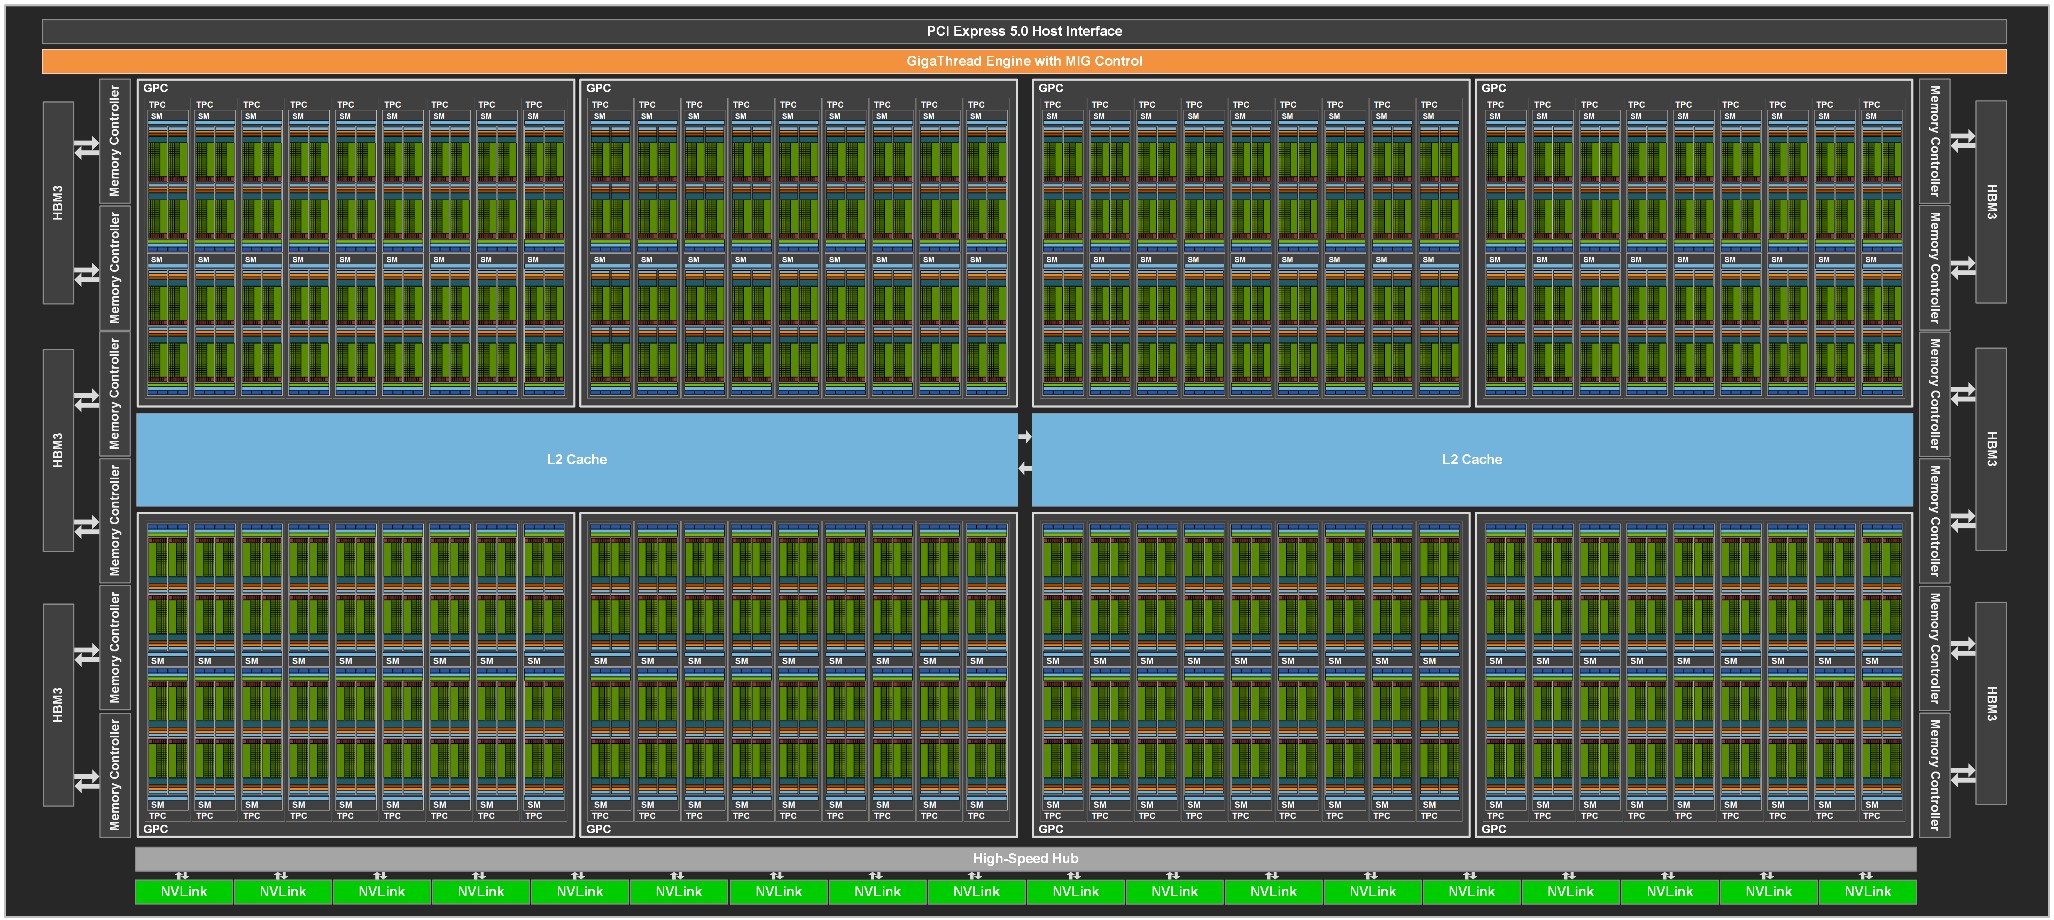 PCI Express 5.0 Host Interface
GigaThread Engine with MIG Control
HBM3
HBM3
HBM3
Memory Controller
Memory Controller
Memory Controller
Memory Controller
Memory Controller
Memory Controller
GPC
TPC TPC TPC TPC TPC TPC TPC TPC TPC
SM SM SM SM SM SM SM SM SM
SM SM SM SM SM SM SM SM SM
GPC
TPC TPC TPC TPC TPC TPC TPC TPC TPC
SM SM SM SM SM SM SM SM SM
SM SM SM SM SM SM SM SM SM
GPC
TPC TPC TPC TPC TPC TPC TPC TPC TPC
SM SM SM SM SM SM SM SM SM
SM SM SM SM SM SM SM SM SM
GPC
TPC TPC TPC TPC TPC TPC TPC TPC TPC
SM SM SM SM SM SM SM SM SM
SM SM SM SM SM SM SM SM SM
L2 Cache
L2 Cache
SM SM SM SM SM SM SM SM SM
SM SM SM SM SM SM SM SM SM
TPC TPC TPC TPC TPC TPC TPC TPC TPC
GPC
SM SM SM SM SM SM SM SM SM
SM SM SM SM SM SM SM SM SM
TPC TPC TPC TPC TPC TPC TPC TPC TPC
GPC
SM SM SM SM SM SM SM SM SM
SM SM SM SM SM SM SM SM SM
TPC TPC TPC TPC TPC TPC TPC TPC TPC
GPC
SM SM SM SM SM SM SM SM SM
SM SM SM SM SM SM SM SM SM
TPC TPC TPC TPC TPC TPC TPC TPC TPC
GPC
Memory Controller
Memory Controller
Memory Controller
Memory Controller
Memory Controller
Memory Controller
HBM3
HBM3
HBM3
High-Speed Hub
NVLink NVLink NVLink NVLink NVLink NVLink NVLink NVLink NVLink NVLink NVLink NVLink NVLink NVLink NVLink NVLink NVLink NVLink